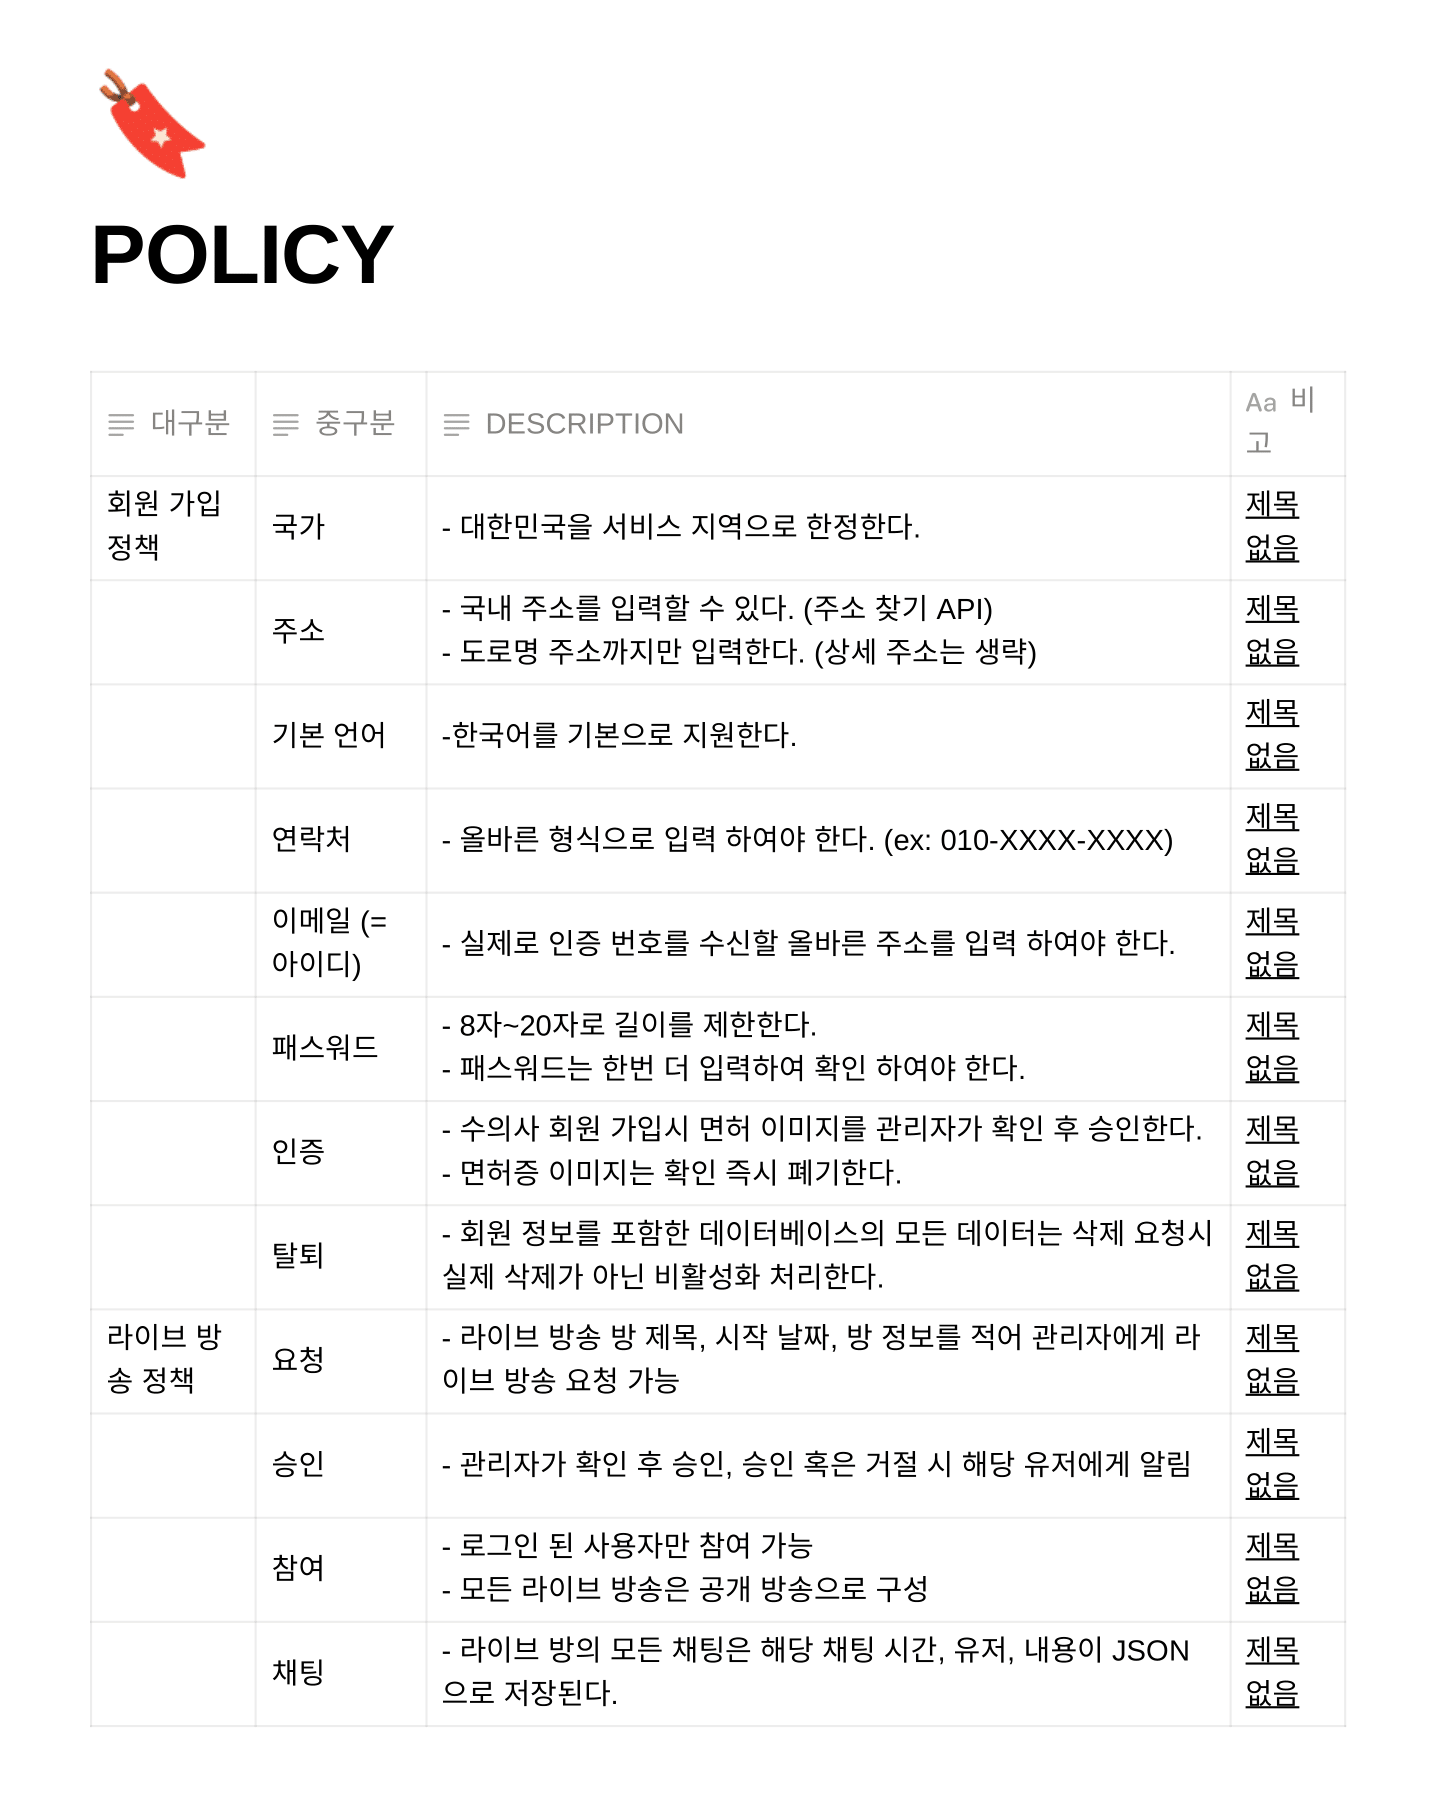 POLICY
대구분 중구분 DESCRIPTION Aa 비
고
회원 가입
정책
국가
- 대한민국을 서비스 지역으로 한정한다.
제목
없음
주소
- 국내 주소를 입력할 수 있다. (주소 찾기 API)
- 도로명 주소까지만 입력한다. (상세 주소는 생략)
제목
없음
기본 언어
-한국어를 기본으로 지원한다.
제목
없음
연락처
- 올바른 형식으로 입력 하여야 한다. (ex: 010-XXXX-XXXX)
제목
없음
이메일 (=
아이디)
- 실제로 인증 번호를 수신할 올바른 주소를 입력 하여야 한다.
제목
없음
패스워드
- 8자~20자로 길이를 제한한다.
- 패스워드는 한번 더 입력하여 확인 하여야 한다.
제목
없음
인증
- 수의사 회원 가입시 면허 이미지를 관리자가 확인 후 승인한다.
- 면허증 이미지는 확인 즉시 폐기한다.
제목
없음
탈퇴
- 회원 정보를 포함한 데이터베이스의 모든 데이터는 삭제 요청시
실제 삭제가 아닌 비활성화 처리한다.
제목
없음
라이브 방
송 정책
요청
- 라이브 방송 방 제목, 시작 날짜, 방 정보를 적어 관리자에게 라
이브 방송 요청 가능
제목
없음
승인
- 관리자가 확인 후 승인, 승인 혹은 거절 시 해당 유저에게 알림
제목
없음
참여
- 로그인 된 사용자만 참여 가능
- 모든 라이브 방송은 공개 방송으로 구성
제목
없음
채팅
- 라이브 방의 모든 채팅은 해당 채팅 시간, 유저, 내용이 JSON
으로 저장된다.
제목
없음